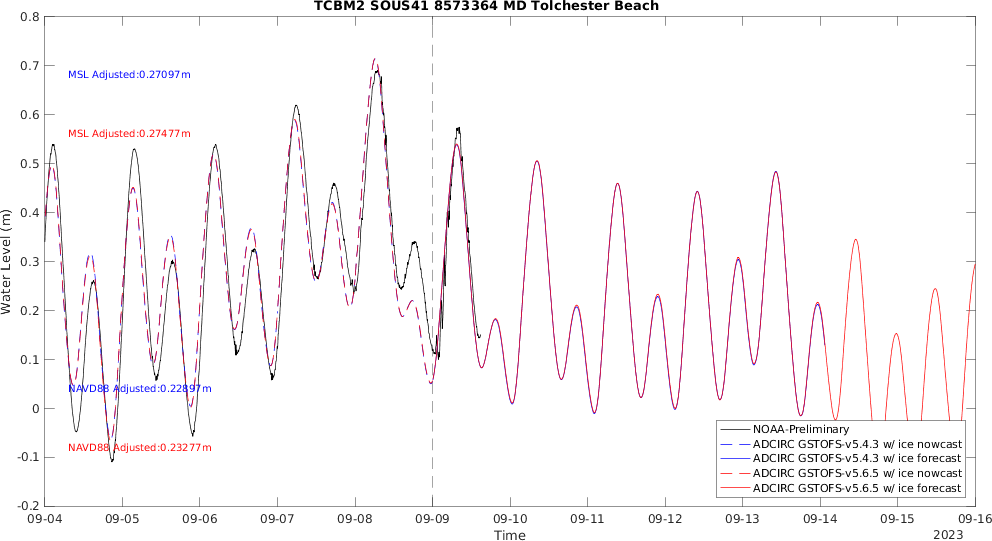 TCBM2 SOUS41 8573364 MD Tolchester Beach
0.8
0.7
0.6
0.5
0.4
0.3
0.2
0.1
0
-0.1
-0.2
Water Level (m)
MSL Adjusted:0.27097m
MSL Adjusted:0.27477m
NAVD88 Adjusted:0.22897m
NAVD88 Adjusted:0.23277m
NOAA-Preliminary
ADCIRC GSTOFS-v5.4.3 w/ ice nowcast
ADCIRC GSTOFS-v5.4.3 w/ ice forecast
ADCIRC GSTOFS-v5.6.5 w/ ice nowcast
ADCIRC GSTOFS-v5.6.5 w/ ice forecast
09-04 09-05 09-06 09-07 09-08 09-09 09-10 09-11 09-12 09-13 09-14 09-15 09-16
Time
2023